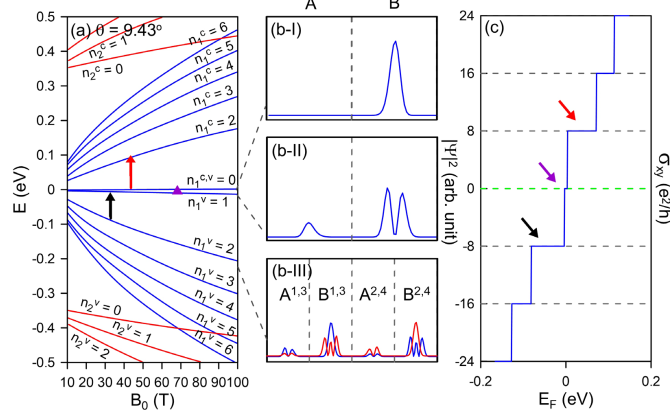 (a) θ = 9.43°
E (eV)
0.5
0.4
0.3
0.2
0.1
0
-0.1
-0.2
-0.3
-0.4
-0.5
10 20 30 40 50 60 70 80 90 100
B₀ (T)
n₂ᶜ = 1
n₂ᶜ = 0
n₁ᶜ = 6
n₁ᶜ = 5
n₁ᶜ = 4
n₁ᶜ = 3
n₁ᶜ = 2
n₁ᶜ,ᵛ = 0
n₁ᵛ = 1
n₁ᵛ = 2
n₁ᵛ = 3
n₁ᵛ = 4
n₁ᵛ = 5
n₁ᵛ = 6
n₂ᵛ = 0
n₂ᵛ = 1
n₂ᵛ = 2
A B
(b-I)
(b-II)
(b-III)
A¹,³ B¹,³ A²,⁴ B²,⁴
|Ψ|² (arb. unit)
(c)
24
16
8
0
-8
-16
-24
σxy (e²/h)
-0.2 0 0.2
E_F (eV)